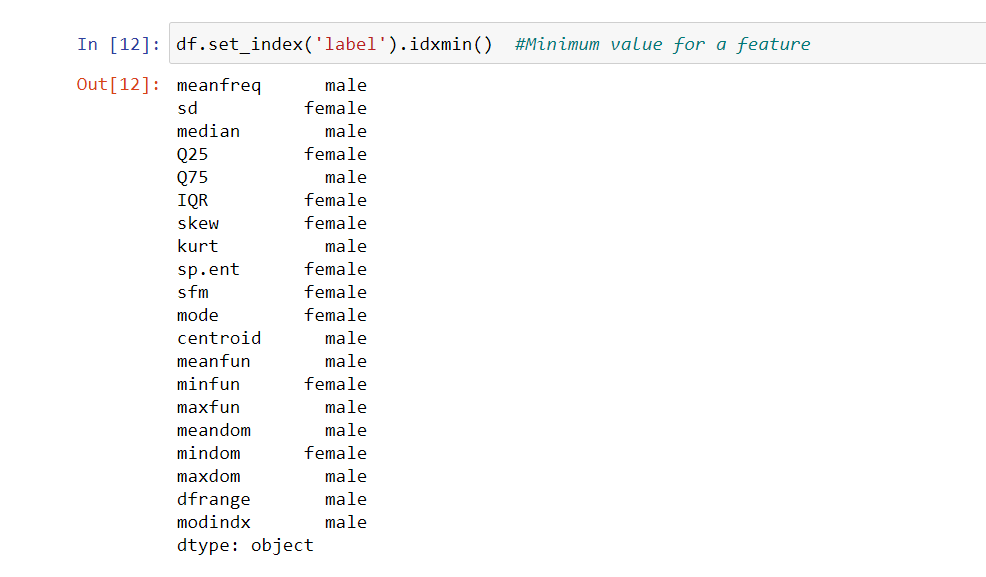 In [12]: df.set_index('label').idxmin()  #Minimum value for a feature
Out[12]: meanfreq      male
sd          female
median        male
Q25         female
Q75           male
IQR         female
skew        female
kurt          male
sp.ent      female
sfm         female
mode        female
centroid      male
meanfun       male
minfun      female
maxfun        male
meandom       male
mindom      female
maxdom        male
dfrange       male
modindx       male
dtype: object